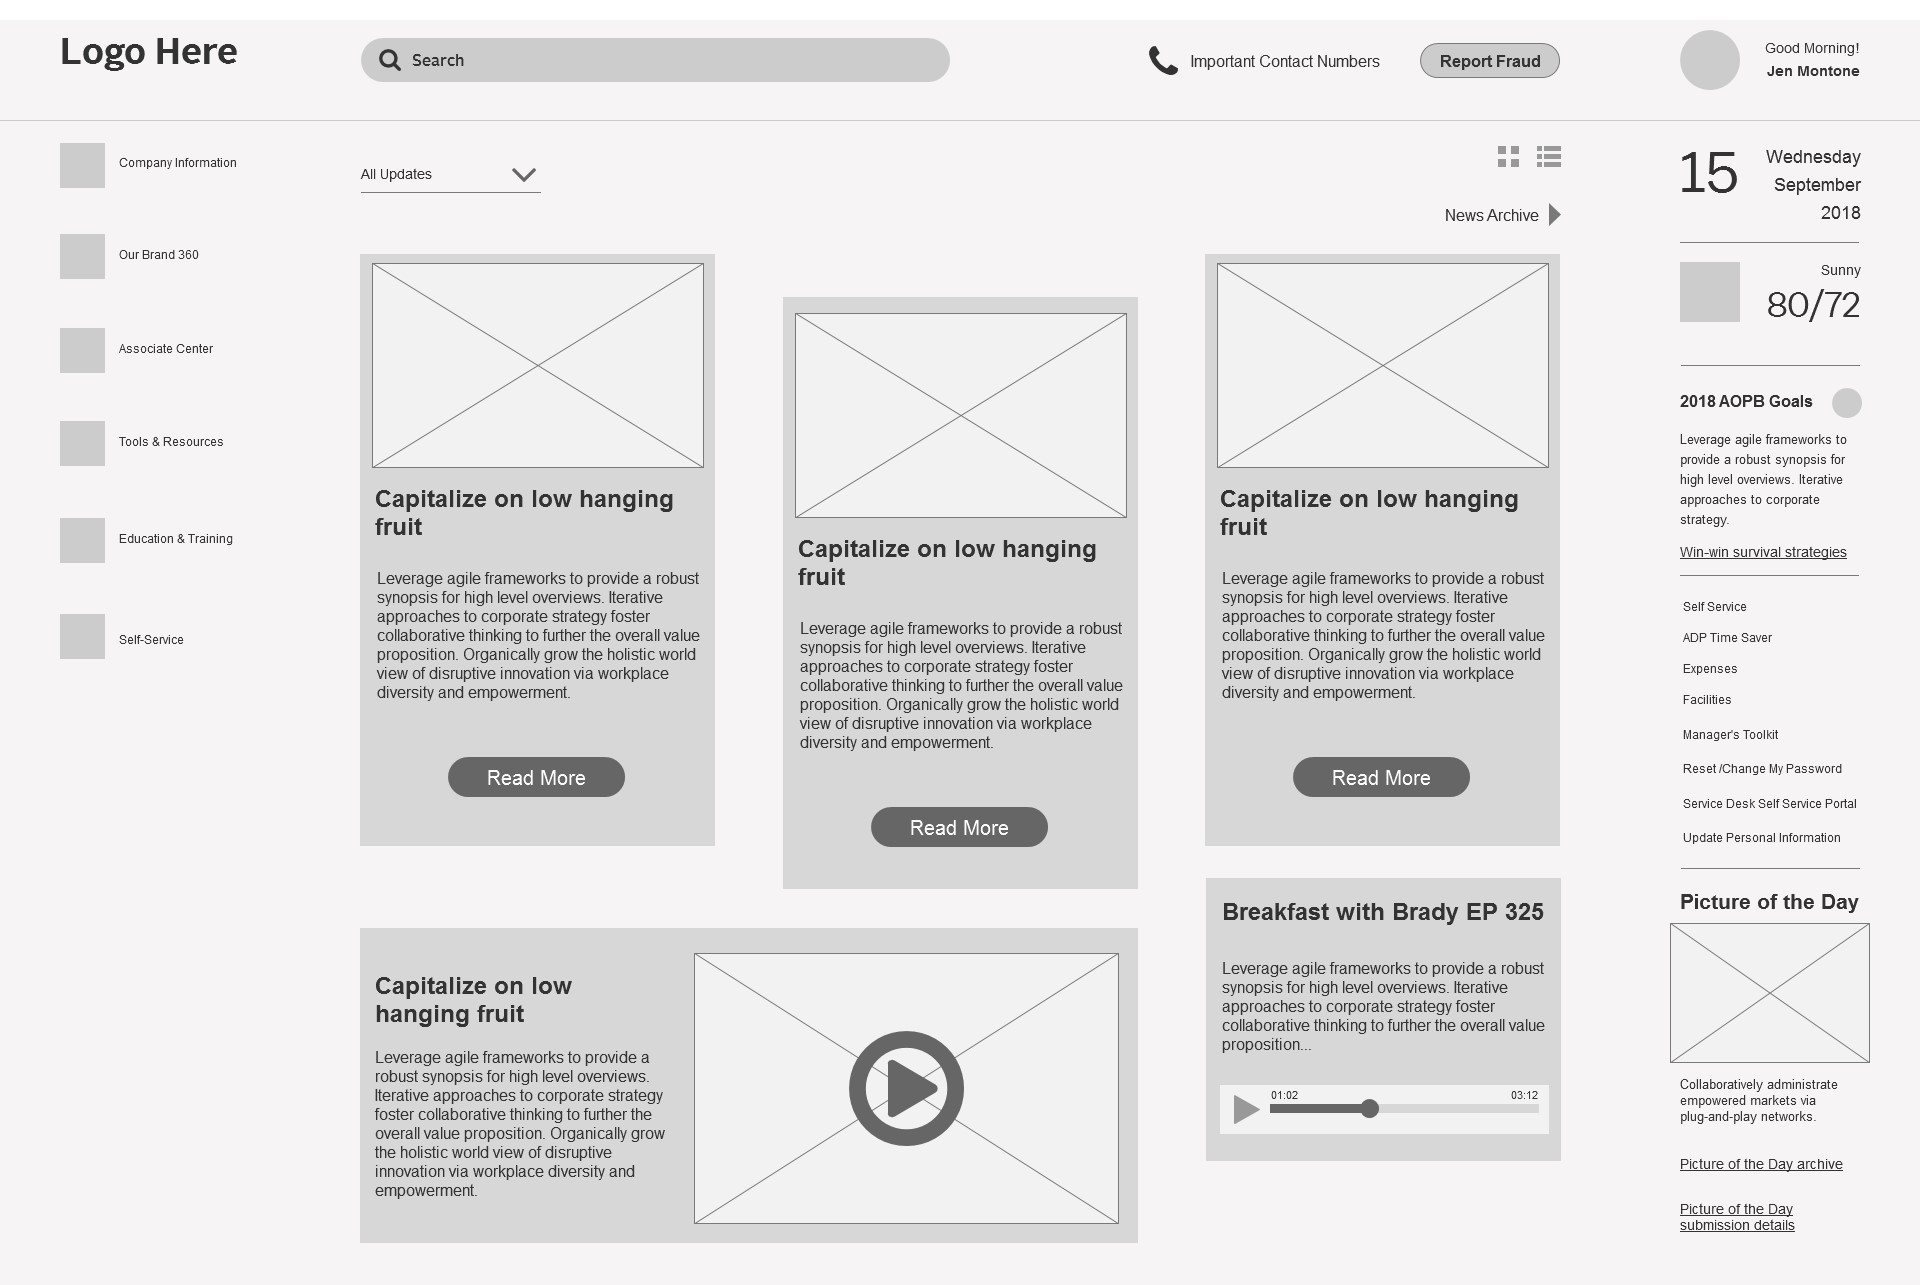 Logo Here
Search
Important Contact Numbers
Report Fraud
Good Morning!
Jen Montone
Company Information
Our Brand 360
Associate Center
Tools & Resources
Education & Training
Self-Service
All Updates
News Archive
Capitalize on low hanging
fruit
Leverage agile frameworks to provide a robust
synopsis for high level overviews. Iterative
approaches to corporate strategy foster
collaborative thinking to further the overall value
proposition. Organically grow the holistic world
view of disruptive innovation via workplace
diversity and empowerment.
Read More
Capitalize on low hanging
fruit
Leverage agile frameworks to provide a robust
synopsis for high level overviews. Iterative
approaches to corporate strategy foster
collaborative thinking to further the overall value
proposition. Organically grow the holistic world
view of disruptive innovation via workplace
diversity and empowerment.
Read More
Capitalize on low hanging
fruit
Leverage agile frameworks to provide a robust
synopsis for high level overviews. Iterative
approaches to corporate strategy foster
collaborative thinking to further the overall value
proposition. Organically grow the holistic world
view of disruptive innovation via workplace
diversity and empowerment.
Read More
Capitalize on low
hanging fruit
Leverage agile frameworks to provide a
robust synopsis for high level overviews.
Iterative approaches to corporate strategy
foster collaborative thinking to further the
overall value proposition. Organically grow
the holistic world view of disruptive
innovation via workplace diversity and
empowerment.
Breakfast with Brady EP 325
Leverage agile frameworks to provide a robust
synopsis for high level overviews. Iterative
approaches to corporate strategy foster
collaborative thinking to further the overall value
proposition...
01:02 03:12
15
Wednesday
September
2018
Sunny
80/72
2018 AOPB Goals
Leverage agile frameworks to
provide a robust synopsis for
high level overviews. Iterative
approaches to corporate
strategy.
Win-win survival strategies
Self Service
ADP Time Saver
Expenses
Facilities
Manager's Toolkit
Reset /Change My Password
Service Desk Self Service Portal
Update Personal Information
Picture of the Day
Collaboratively administrate
empowered markets via
plug-and-play networks.
Picture of the Day archive
Picture of the Day
submission details